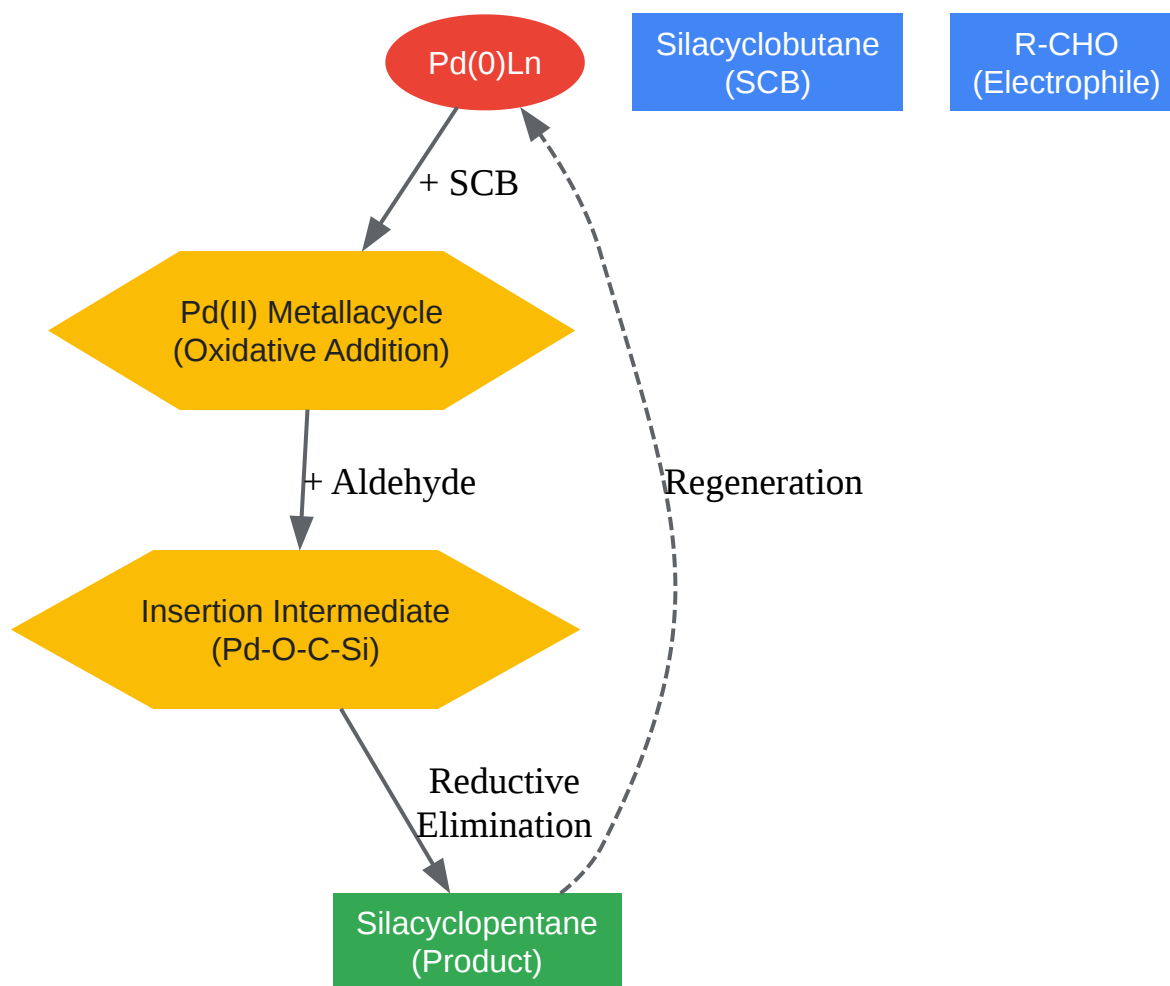 Pd(0)Ln
Silacyclobutane
(SCB)
R-CHO
(Electrophile)
+ SCB
Pd(II) Metallacycle
(Oxidative Addition)
+ Aldehyde
Regeneration
Insertion Intermediate
(Pd-O-C-Si)
Reductive
Elimination
Silacyclopentane
(Product)